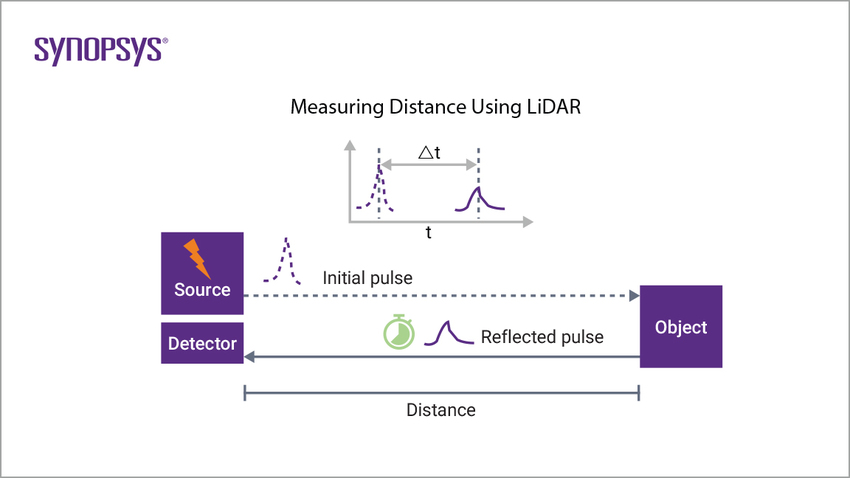 SYNOPSYS®
Measuring Distance Using LiDAR
△t
t
Source
Initial pulse
Object
Detector
Reflected pulse
Distance